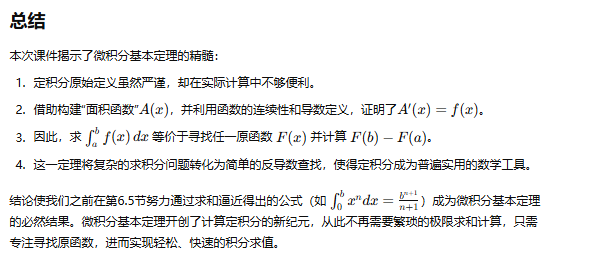 总结
本次课件揭示了微积分基本定理的精髓：
1. 定积分原始定义虽然严谨，却在实际计算中不够便利。
2. 借助构建“面积函数”A(x)，并利用函数的连续性和导数定义，证明了A′(x) = f(x)。
3. 因此，求 ∫_a^b f(x) dx 等价于寻找任一原函数 F(x) 并计算 F(b) − F(a)。
4. 这一定理将复杂的求积分问题转化为简单的反导数查找，使得定积分成为普遍实用的数学工具。
结论使我们之前在第6.5节努力通过求和逼近得出的公式（如 ∫_0^b x^n dx = b^{n+1}/(n+1)）成为微积分基本定理
的必然结果。微积分基本定理开创了计算定积分的新纪元，从此不再需要繁琐的极限求和计算，只需
专注寻找原函数，进而实现轻松、快速的积分求值。